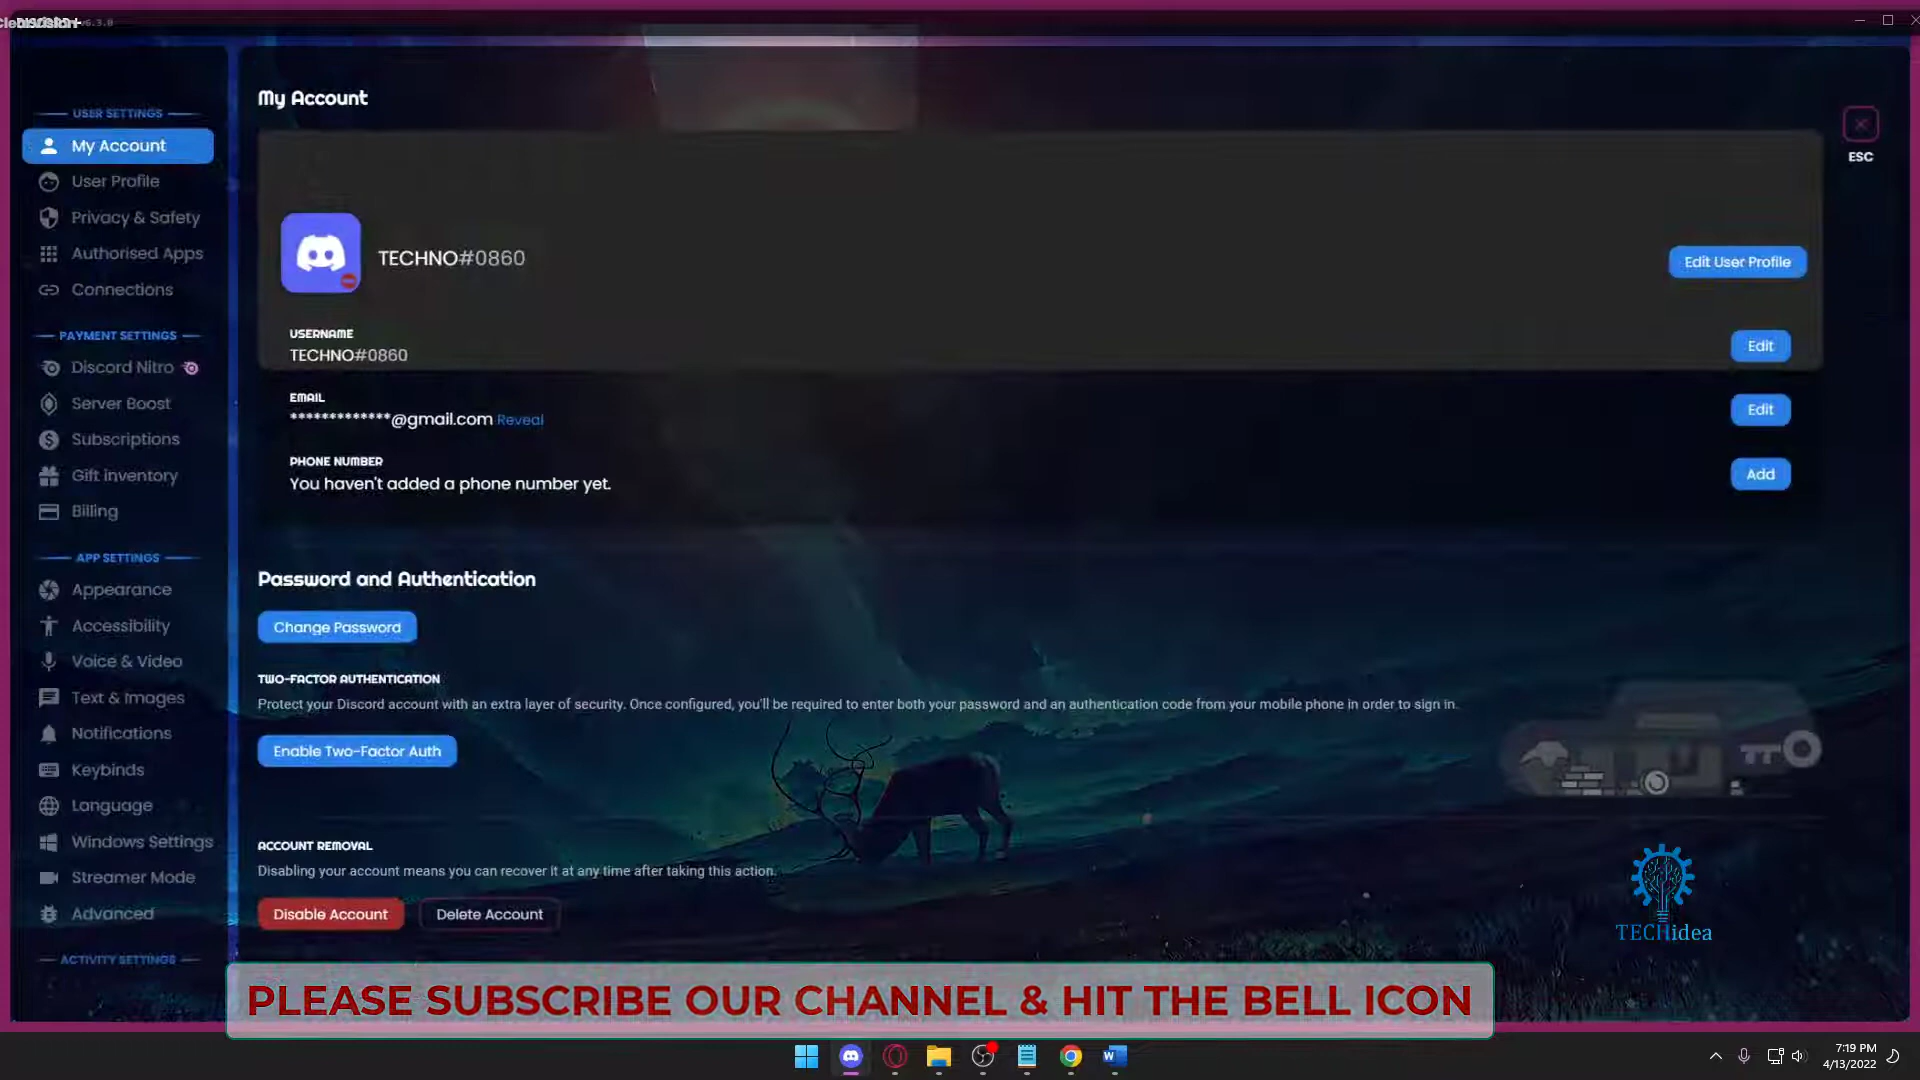 v6.3.0
USER SETTINGS
My Account
User Profile
Privacy & Safety
Authorised Apps
Connections
PAYMENT SETTINGS
Discord Nitro
Server Boost
Subscriptions
Gift inventory
Billing
APP SETTINGS
Appearance
Accessibility
Voice & Video
Text & Images
Notifications
Keybinds
Language
Windows Settings
Streamer Mode
Advanced
ACTIVITY SETTINGS
My Account
ESC
TECHNO#0860
Edit User Profile
USERNAME
TECHNO#0860
Edit
EMAIL
*************@gmail.com Reveal
Edit
PHONE NUMBER
You haven't added a phone number yet.
Add
Password and Authentication
Change Password
TWO-FACTOR AUTHENTICATION
Protect your Discord account with an extra layer of security. Once configured, you'll be required to enter both your password and an authentication code from your mobile phone in order to sign in.
Enable Two-Factor Auth
ACCOUNT REMOVAL
Disabling your account means you can recover it at any time after taking this action.
Disable Account
Delete Account
TECHidea
PLEASE SUBSCRIBE OUR CHANNEL & HIT THE BELL ICON
7:19 PM
4/13/2022